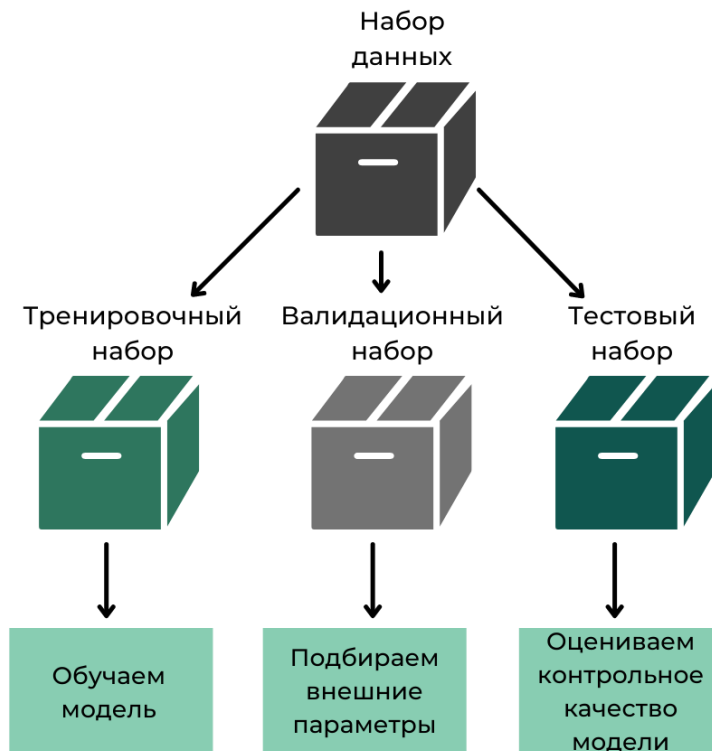 Набор
данных
Тренировочный
набор
Валидационный
набор
Тестовый
набор
Обучаем
модель
Подбираем
внешние
параметры
Оцениваем
контрольное
качество
модели